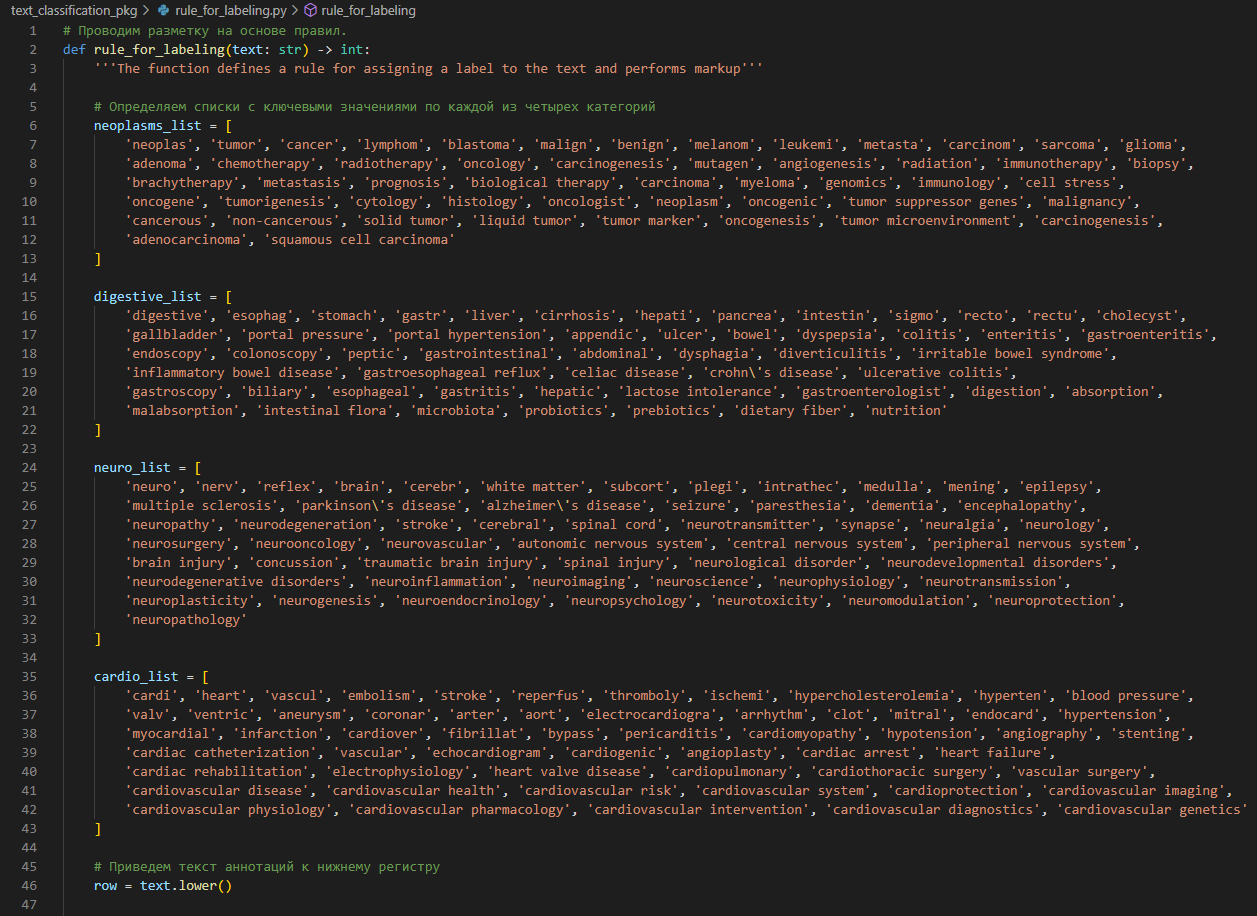 text_classification_pkg > rule_for_labeling.py > rule_for_labeling
1 # Проводим разметку на основе правил.
2 def rule_for_labeling(text: str) -> int:
3     '''The function defines a rule for assigning a label to the text and performs markup'''
4
5     # Определяем списки с ключевыми значениями по каждой из четырех категорий
6     neoplasms_list = [
7         'neoplas', 'tumor', 'cancer', 'lymphom', 'blastoma', 'malign', 'benign', 'melanom', 'leukemi', 'metasta', 'carcinom', 'sarcoma', 'glioma',
8         'adenoma', 'chemotherapy', 'radiotherapy', 'oncology', 'carcinogenesis', 'mutagen', 'angiogenesis', 'radiation', 'immunotherapy', 'biopsy',
9         'brachytherapy', 'metastasis', 'prognosis', 'biological therapy', 'carcinoma', 'myeloma', 'genomics', 'immunology', 'cell stress',
10         'oncogene', 'tumorigenesis', 'cytology', 'histology', 'oncologist', 'neoplasm', 'oncogenic', 'tumor suppressor genes', 'malignancy',
11         'cancerous', 'non-cancerous', 'solid tumor', 'liquid tumor', 'tumor marker', 'oncogenesis', 'tumor microenvironment', 'carcinogenesis',
12         'adenocarcinoma', 'squamous cell carcinoma'
13     ]
14
15     digestive_list = [
16         'digestive', 'esophag', 'stomach', 'gastr', 'liver', 'cirrhosis', 'hepati', 'pancrea', 'intestin', 'sigmo', 'recto', 'rectu', 'cholecyst',
17         'gallbladder', 'portal pressure', 'portal hypertension', 'appendic', 'ulcer', 'bowel', 'dyspepsia', 'colitis', 'enteritis', 'gastroenteritis',
18         'endoscopy', 'colonoscopy', 'peptic', 'gastrointestinal', 'abdominal', 'dysphagia', 'diverticulitis', 'irritable bowel syndrome',
19         'inflammatory bowel disease', 'gastroesophageal reflux', 'celiac disease', 'crohn\'s disease', 'ulcerative colitis',
20         'gastroscopy', 'biliary', 'esophageal', 'gastritis', 'hepatic', 'lactose intolerance', 'gastroenterologist', 'digestion', 'absorption',
21         'malabsorption', 'intestinal flora', 'microbiota', 'probiotics', 'prebiotics', 'dietary fiber', 'nutrition'
22     ]
23
24     neuro_list = [
25         'neuro', 'nerv', 'reflex', 'brain', 'cerebr', 'white matter', 'subcort', 'plegi', 'intrathec', 'medulla', 'mening', 'epilepsy',
26         'multiple sclerosis', 'parkinson\'s disease', 'alzheimer\'s disease', 'seizure', 'paresthesia', 'dementia', 'encephalopathy',
27         'neuropathy', 'neurodegeneration', 'stroke', 'cerebral', 'spinal cord', 'neurotransmitter', 'synapse', 'neuralgia', 'neurology',
28         'neurosurgery', 'neurooncology', 'neurovascular', 'autonomic nervous system', 'central nervous system', 'peripheral nervous system',
29         'brain injury', 'concussion', 'traumatic brain injury', 'spinal injury', 'neurological disorder', 'neurodevelopmental disorders',
30         'neurodegenerative disorders', 'neuroinflammation', 'neuroimaging', 'neuroscience', 'neurophysiology', 'neurotransmission',
31         'neuroplasticity', 'neurogenesis', 'neuroendocrinology', 'neuropsychology', 'neurotoxicity', 'neuromodulation', 'neuroprotection',
32         'neuropathology'
33     ]
34
35     cardio_list = [
36         'cardi', 'heart', 'vascul', 'embolism', 'stroke', 'reperfus', 'thromboly', 'ischemi', 'hypercholesterolemia', 'hyperten', 'blood pressure',
37         'valv', 'ventric', 'aneurysm', 'coronar', 'arter', 'aort', 'electrocardiogra', 'arrhythm', 'clot', 'mitral', 'endocard', 'hypertension',
38         'myocardial', 'infarction', 'cardiover', 'fibrillat', 'bypass', 'pericarditis', 'cardiomyopathy', 'hypotension', 'angiography', 'stenting',
39         'cardiac catheterization', 'vascular', 'echocardiogram', 'cardiogenic', 'angioplasty', 'cardiac arrest', 'heart failure',
40         'cardiac rehabilitation', 'electrophysiology', 'heart valve disease', 'cardiopulmonary', 'cardiothoracic surgery', 'vascular surgery',
41         'cardiovascular disease', 'cardiovascular health', 'cardiovascular risk', 'cardiovascular system', 'cardioprotection', 'cardiovascular imaging',
42         'cardiovascular physiology', 'cardiovascular pharmacology', 'cardiovascular intervention', 'cardiovascular diagnostics', 'cardiovascular genetics'
43     ]
44
45     # Приведем текст аннотаций к нижнему регистру
46     row = text.lower()
47